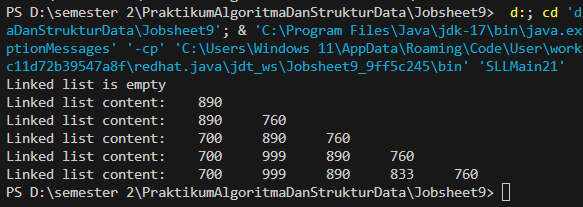 PS D:\semester 2\PraktikumAlgoritmaDanStrukturData\Jobsheet9> d:; cd 'd
aDanStrukturData\Jobsheet9'; & 'C:\Program Files\Java\jdk-17\bin\java.ex
ptionMessages' '-cp' 'C:\Users\Windows 11\AppData\Roaming\Code\User\work
c11d72b39547a8f\redhat.java\jdt_ws\Jobsheet9_9ff5c245\bin' 'SLLMain21'
Linked list is empty
Linked list content: 890
Linked list content: 890 760
Linked list content: 700 890 760
Linked list content: 700 999 890 760
Linked list content: 700 999 890 833 760
PS D:\semester 2\PraktikumAlgoritmaDanStrukturData\Jobsheet9>